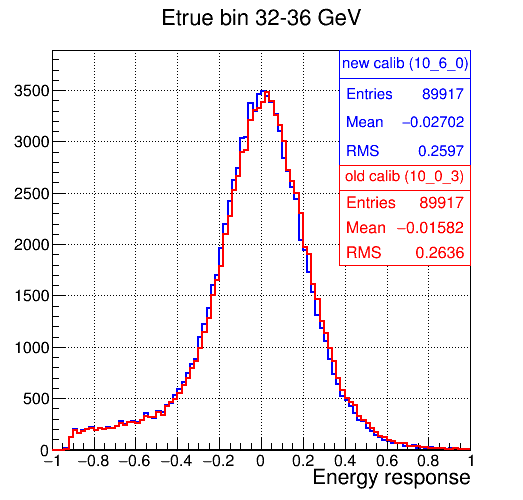 Etrue bin 32-36 GeV
new calib (10_6_0)
Entries 89917
Mean −0.02702
RMS 0.2597
old calib (10_0_3)
Entries 89917
Mean −0.01582
RMS 0.2636
3500
3000
2500
2000
1500
1000
500
0
−1 −0.8 −0.6 −0.4 −0.2 0 0.2 0.4 0.6 0.8 1
Energy response